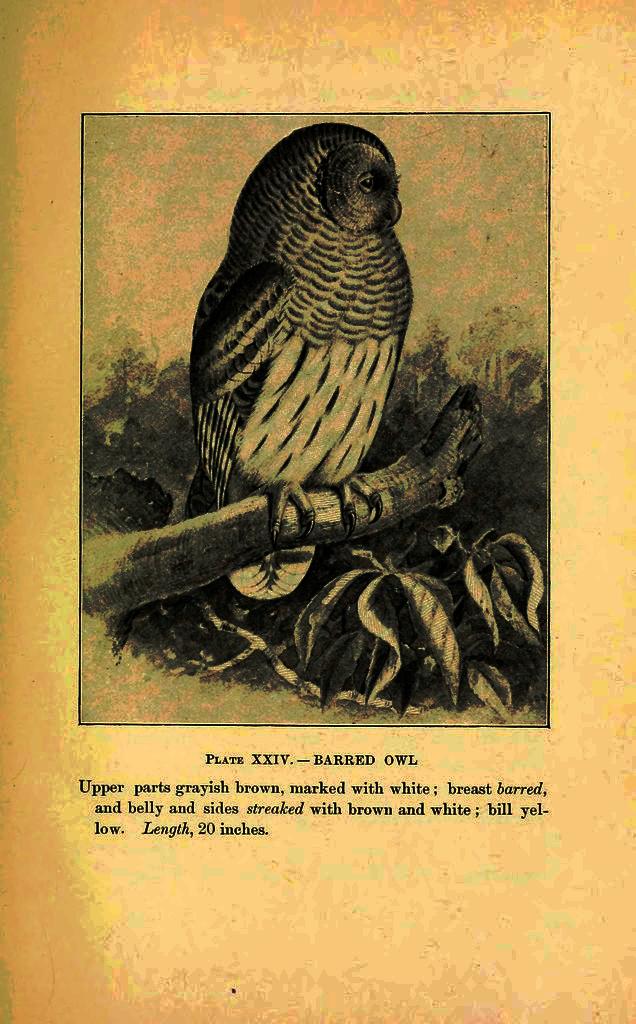 PLATE XXIV. — BARRED OWL
Upper parts grayish brown, marked with white; breast barred,
and belly and sides streaked with brown and white; bill yel-
low. Length, 20 inches.